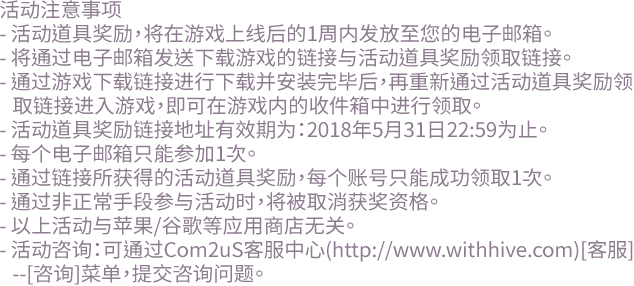 活动注意事项
- 活动道具奖励，将在游戏上线后的1周内发放至您的电子邮箱。
- 将通过电子邮箱发送下载游戏的链接与活动道具奖励领取链接。
- 通过游戏下载链接进行下载并安装完毕后，再重新通过活动道具奖励领
取链接进入游戏，即可在游戏内的收件箱中进行领取。
- 活动道具奖励链接地址有效期为：2018年5月31日22:59为止。
- 每个电子邮箱只能参加1次。
- 通过链接所获得的活动道具奖励，每个账号只能成功领取1次。
- 通过非正常手段参与活动时，将被取消获奖资格。
- 以上活动与苹果/谷歌等应用商店无关。
- 活动咨询：可通过Com2uS客服中心(http://www.withhive.com)[客服]
--[咨询]菜单，提交咨询问题。